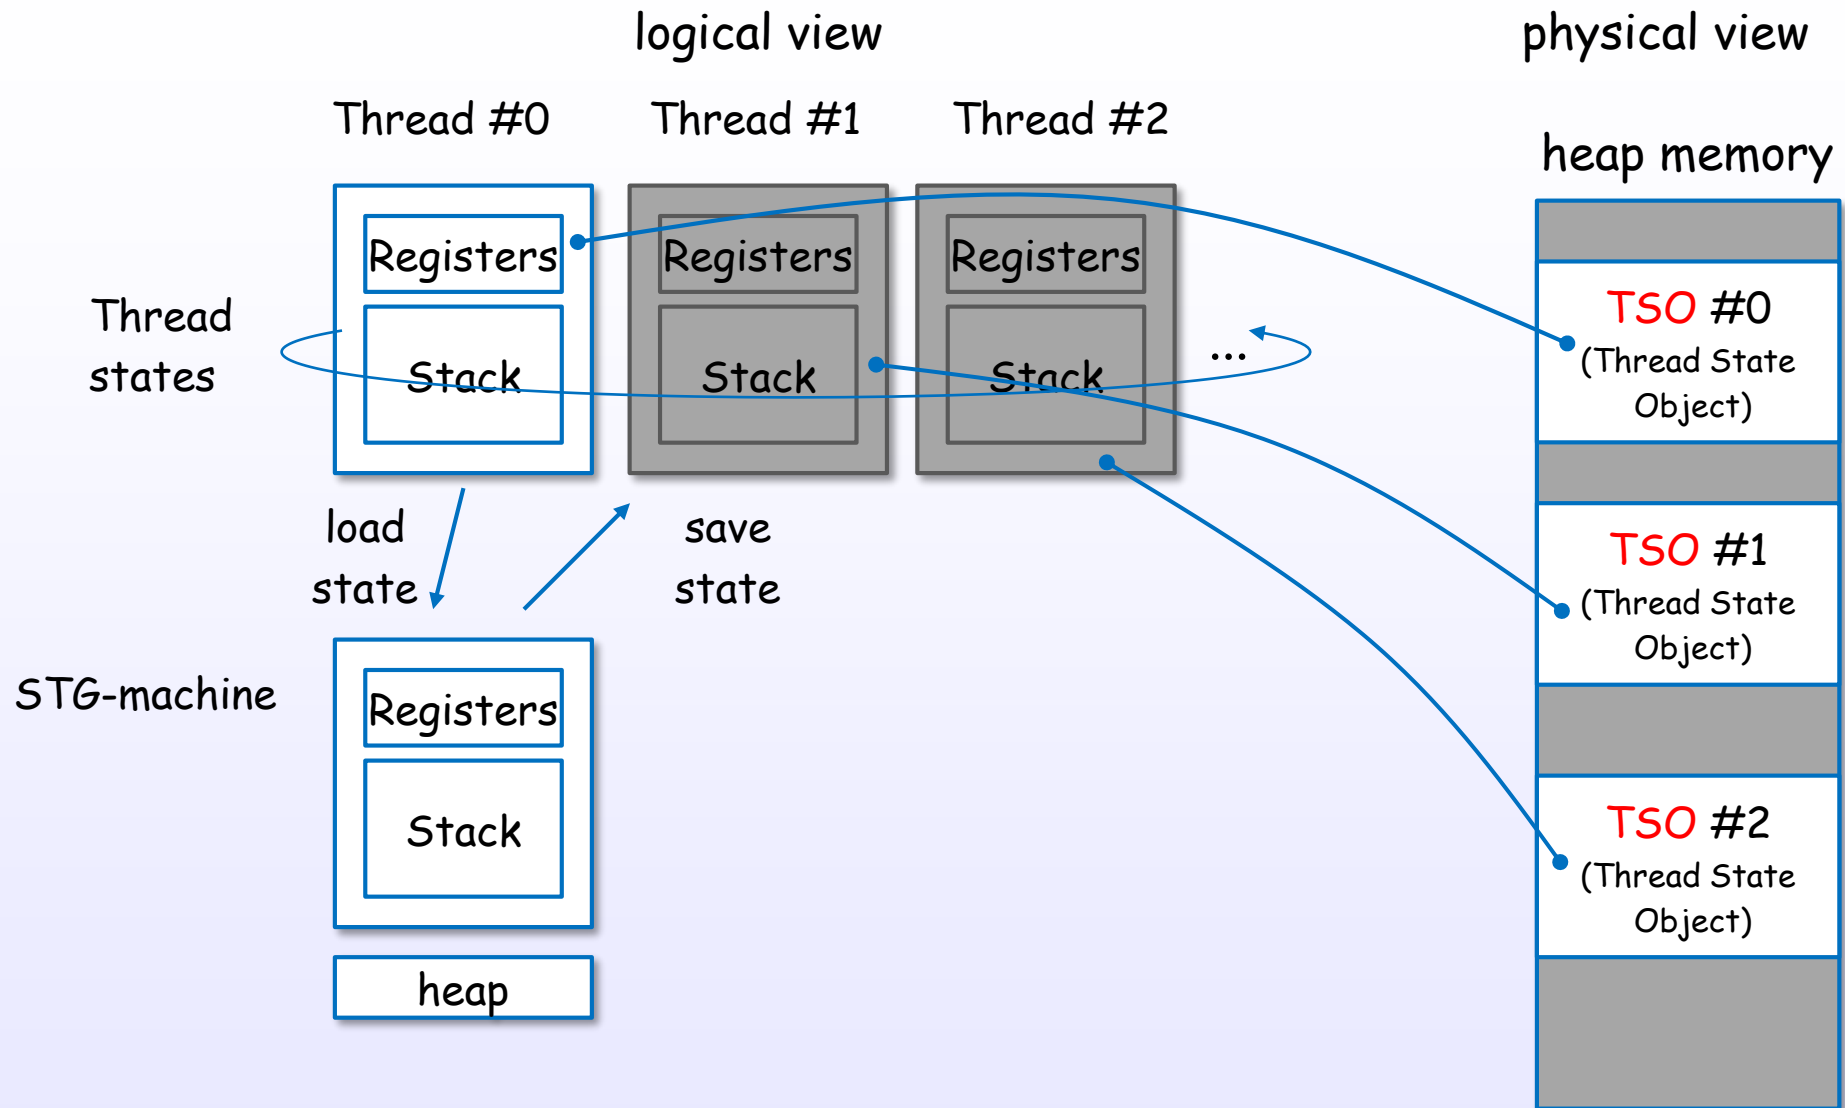 logical view
physical view
Thread #0
Thread #1
Thread #2
heap memory
Registers
Registers
Registers
Thread
states
Stack
Stack
Stack
...
TSO #0
(Thread State
Object)
load
state
save
state
TSO #1
(Thread State
Object)
STG-machine
Registers
Stack
TSO #2
(Thread State
Object)
heap